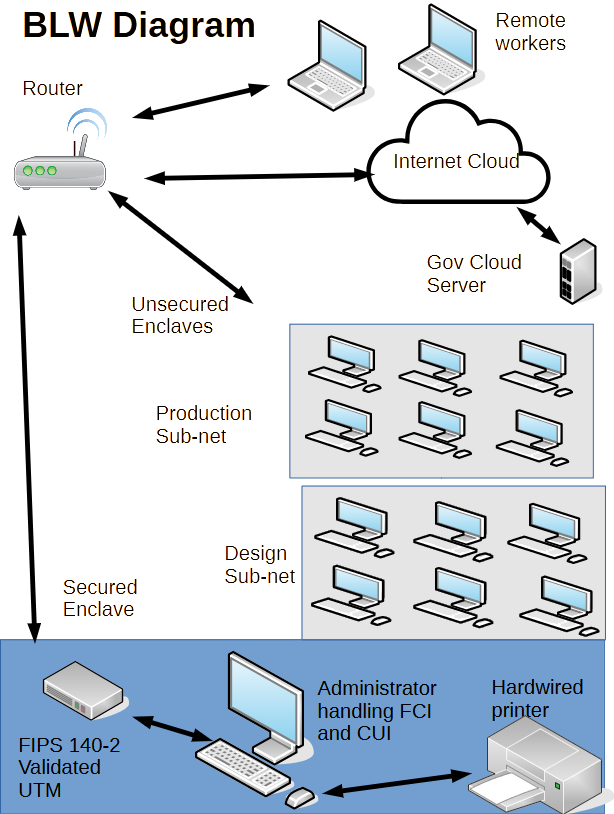 BLW Diagram
Remote
workers
Router
Internet Cloud
Gov Cloud
Server
Unsecured
Enclaves
Production
Sub-net
Design
Sub-net
Secured
Enclave
Administrator
handling FCI
and CUI
Hardwired
printer
FIPS 140-2
Validated
UTM